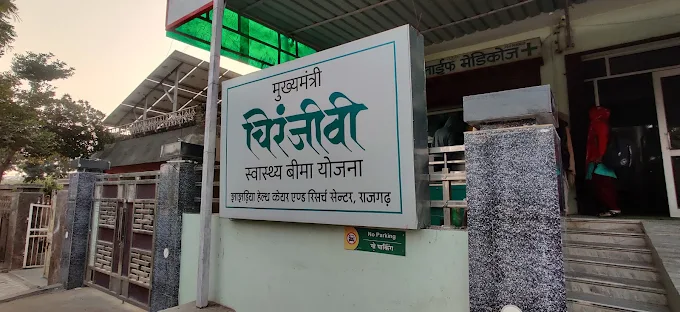 मुख्यमंत्री
चिरंजीवी
स्वास्थ्य बीमा योजना
झाझड़िया हेल्थ केयर एण्ड रिसर्च सेन्टर, राजगढ़
लाईफ मेडिकोज
No Parking
नो पार्किंग